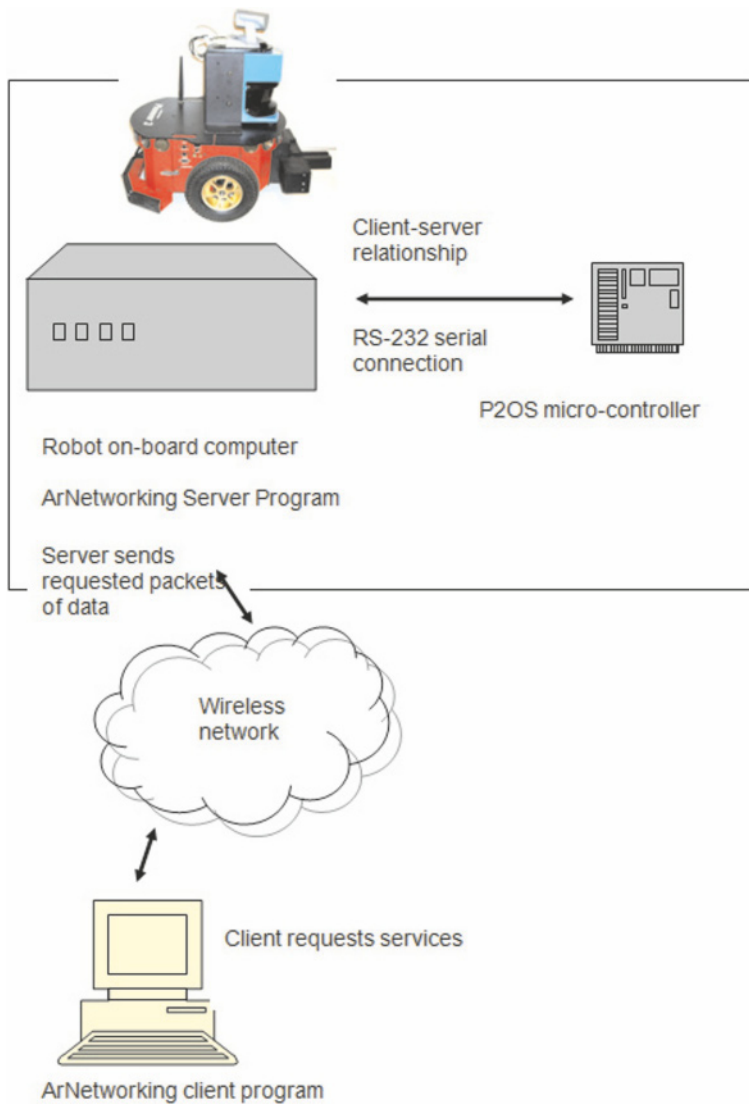 Client-server
relationship
RS-232 serial
connection
P2OS micro-controller
Robot on-board computer
ArNetworking Server Program
Server sends
requested packets
of data
Wireless
network
Client requests services
ArNetworking client program